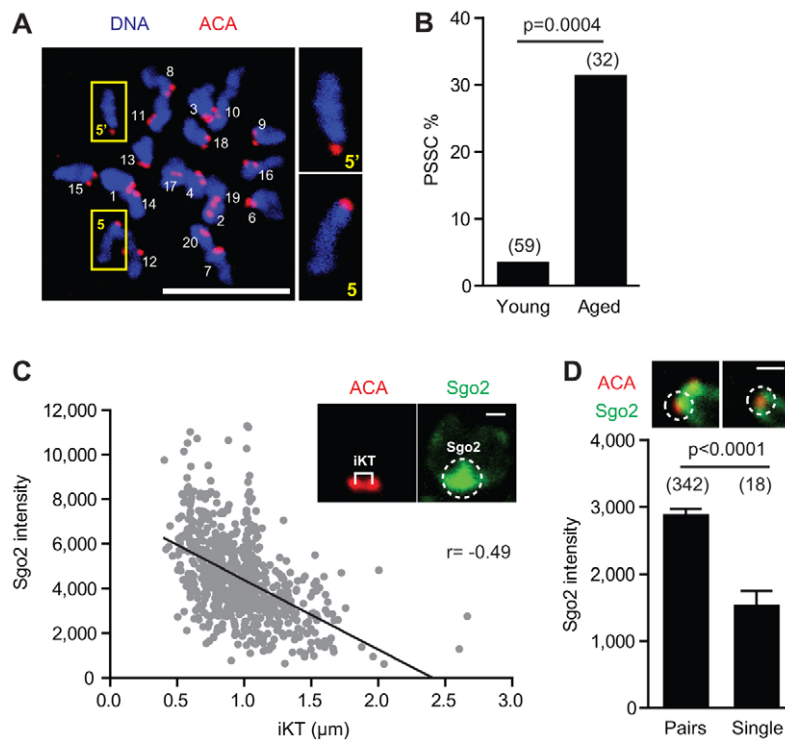 A
DNA
ACA
8
5'
11
3
10
9
18
13
16
15
17
4
1
14
19
6
2
5
20
12
7
5'
5
B
p=0.0004
(32)
(59)
PSSC %
40
30
20
10
0
Young
Aged
C
ACA
Sgo2
iKT
Sgo2
r= -0.49
Sgo2 intensity
12,000
10,000
8,000
6,000
4,000
2,000
0
0.0
0.5
1.0
1.5
2.0
2.5
3.0
iKT (µm)
D
ACA
Sgo2
p<0.0001
(342)
(18)
Sgo2 intensity
4,000
3,000
2,000
1,000
0
Pairs
Single